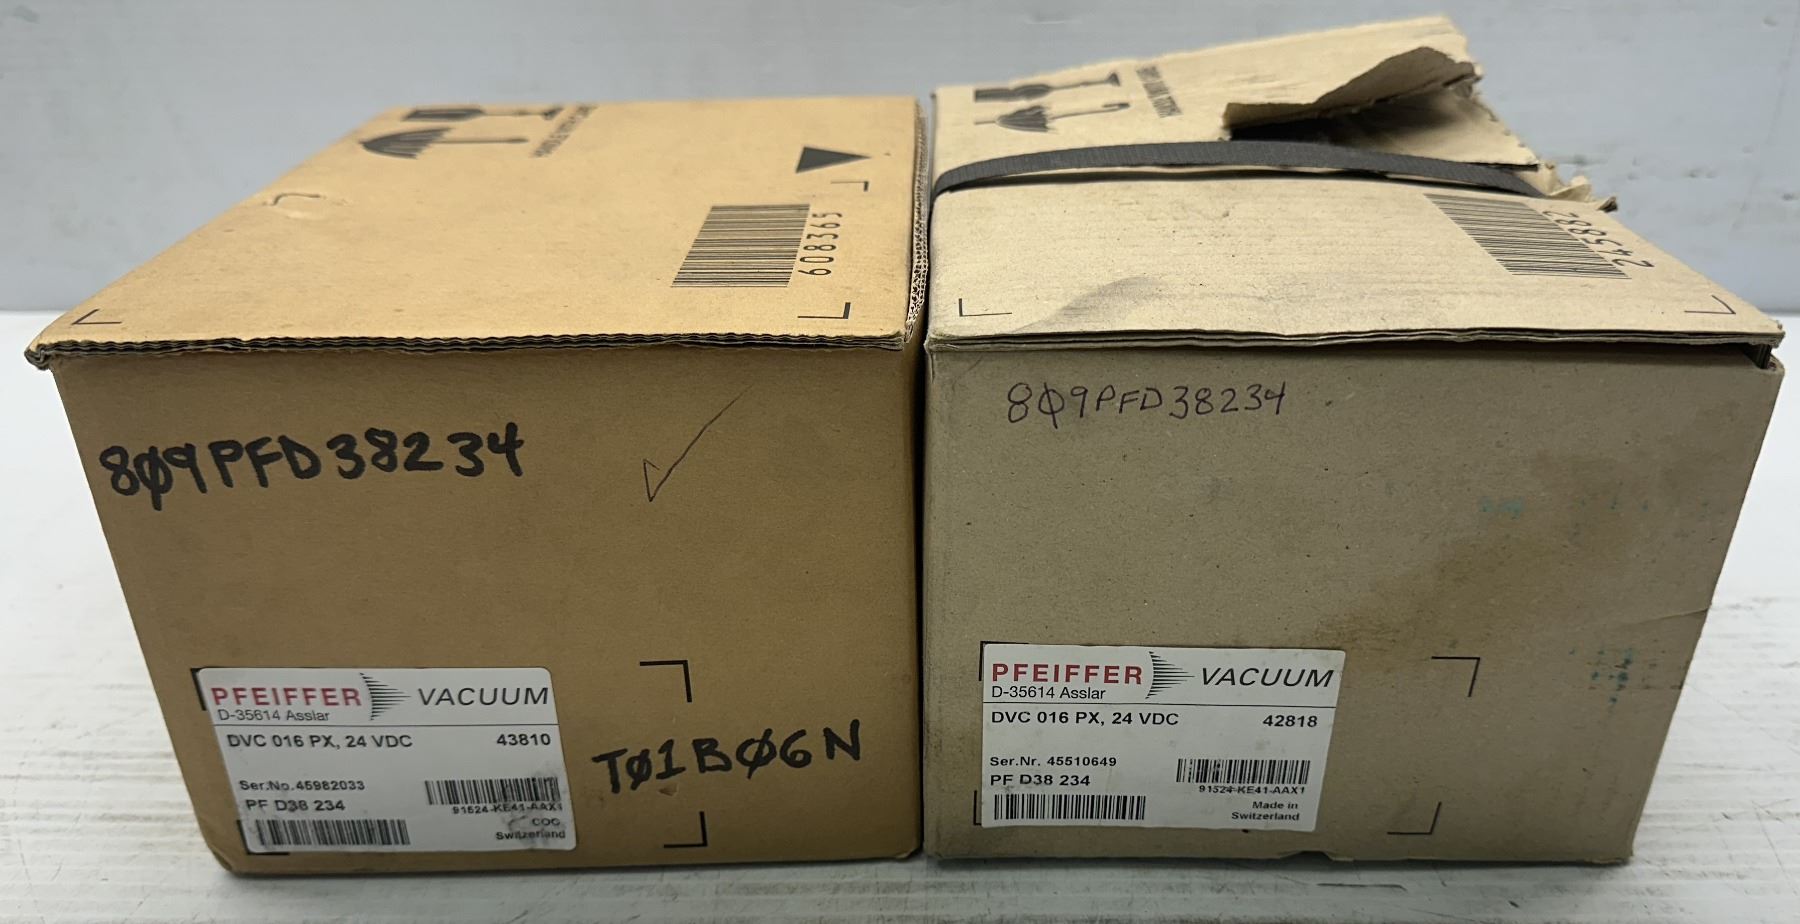 608365
809PFD38234
PFEIFFER VACUUM
D-35614 Asslar
DVC 016 PX, 24 VDC 43810
Ser.No.45982033
PF D38 234
91524-KE41-AAX1
COO
Switzerland
TØ1BØ6N
245882
8Ø9PFD38234
PFEIFFER VACUUM
D-35614 Asslar
DVC 016 PX, 24 VDC 42818
Ser.Nr. 45510649
PF D38 234
91524-KE41-AAX1
Made in
Switzerland